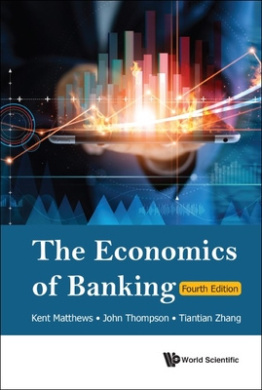 The Economics
of Banking Fourth Edition
Kent Matthews • John Thompson • Tiantian Zhang
World Scientific